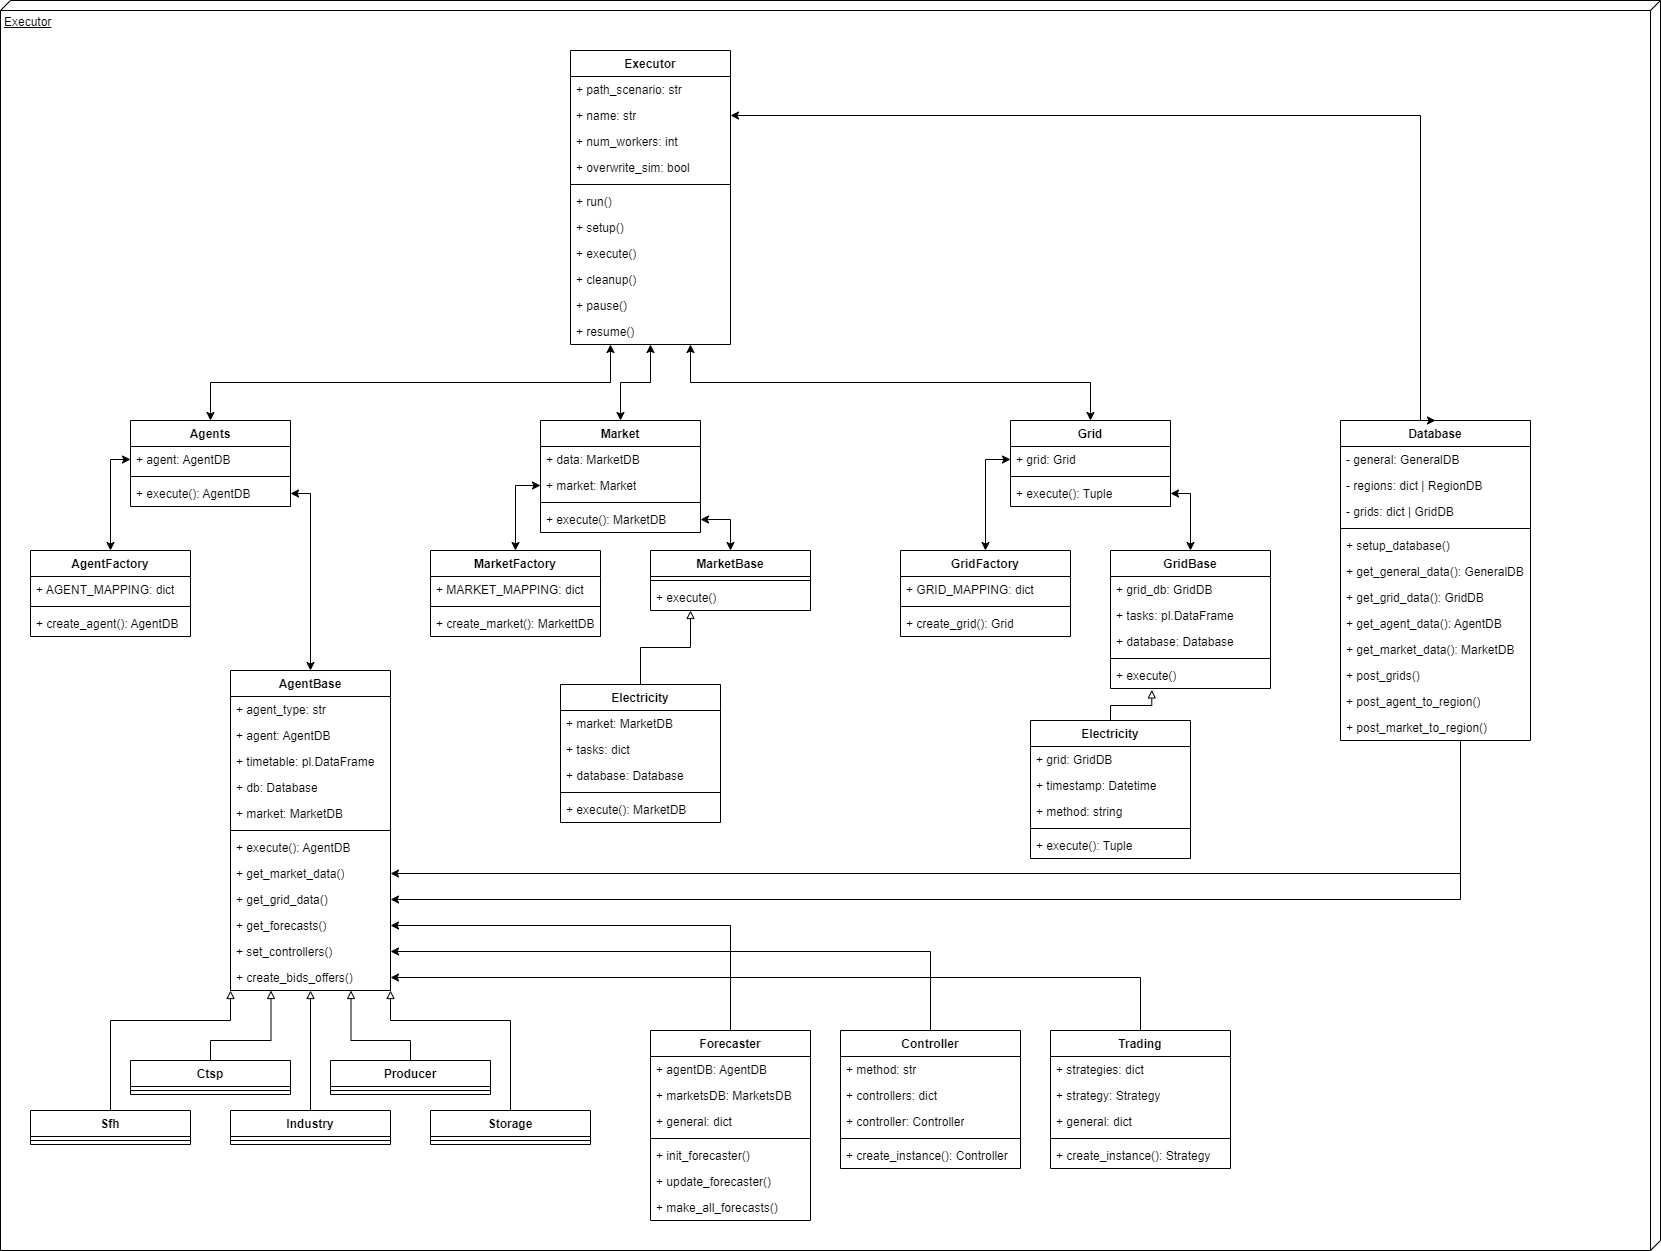 Executor
Executor
+ path_scenario: str
+ name: str
+ num_workers: int
+ overwrite_sim: bool
+ run()
+ setup()
+ execute()
+ cleanup()
+ pause()
+ resume()
Agents
+ agent: AgentDB
+ execute(): AgentDB
Market
+ data: MarketDB
+ market: Market
+ execute(): MarketDB
Grid
+ grid: Grid
+ execute(): Tuple
Database
- general: GeneralDB
- regions: dict | RegionDB
- grids: dict | GridDB
+ setup_database()
+ get_general_data(): GeneralDB
+ get_grid_data(): GridDB
+ get_agent_data(): AgentDB
+ get_market_data(): MarketDB
+ post_grids()
+ post_agent_to_region()
+ post_market_to_region()
AgentFactory
+ AGENT_MAPPING: dict
+ create_agent(): AgentDB
MarketFactory
+ MARKET_MAPPING: dict
+ create_market(): MarkettDB
MarketBase
+ execute()
GridFactory
+ GRID_MAPPING: dict
+ create_grid(): Grid
GridBase
+ grid_db: GridDB
+ tasks: pl.DataFrame
+ database: Database
+ execute()
AgentBase
+ agent_type: str
+ agent: AgentDB
+ timetable: pl.DataFrame
+ db: Database
+ market: MarketDB
+ execute(): AgentDB
+ get_market_data()
+ get_grid_data()
+ get_forecasts()
+ set_controllers()
+ create_bids_offers()
Electricity
+ market: MarketDB
+ tasks: dict
+ database: Database
+ execute(): MarketDB
Electricity
+ grid: GridDB
+ timestamp: Datetime
+ method: string
+ execute(): Tuple
Ctsp
Producer
Sfh
Industry
Storage
Forecaster
+ agentDB: AgentDB
+ marketsDB: MarketsDB
+ general: dict
+ init_forecaster()
+ update_forecaster()
+ make_all_forecasts()
Controller
+ method: str
+ controllers: dict
+ controller: Controller
+ create_instance(): Controller
Trading
+ strategies: dict
+ strategy: Strategy
+ general: dict
+ create_instance(): Strategy